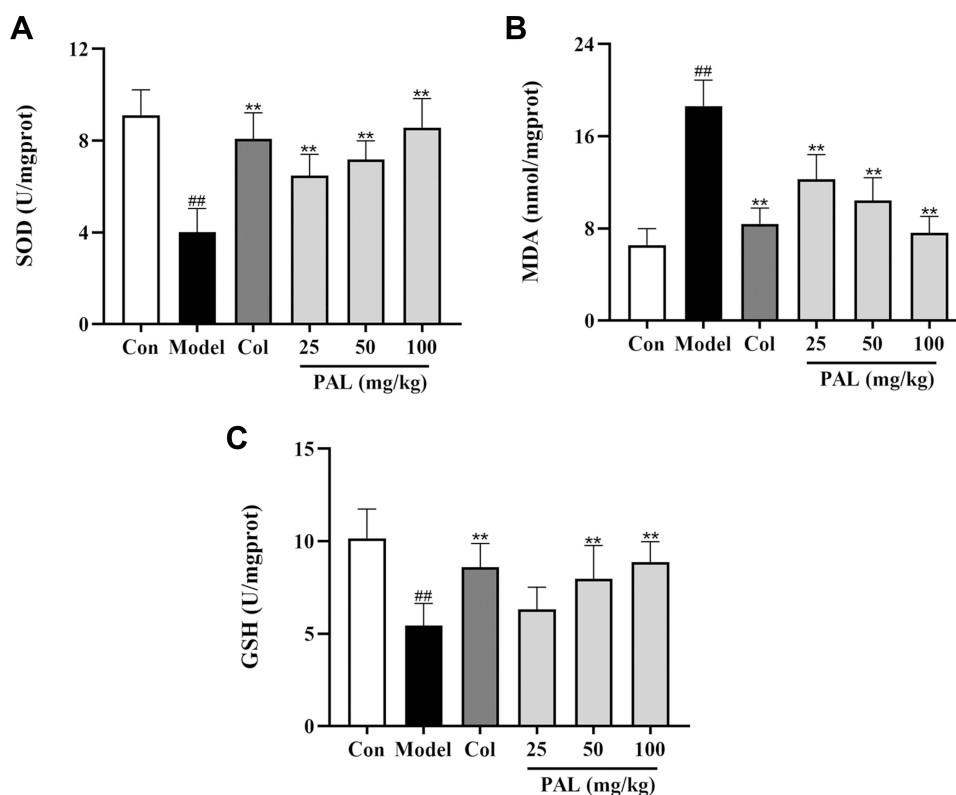 A
SOD (U/mgprot)
12
8
4
0
##
**
**
**
**
Con Model Col 25 50 100
PAL (mg/kg)
B
MDA (nmol/mgprot)
24
16
8
0
##
**
**
**
**
Con Model Col 25 50 100
PAL (mg/kg)
C
GSH (U/mgprot)
15
10
5
0
##
**
**
**
Con Model Col 25 50 100
PAL (mg/kg)